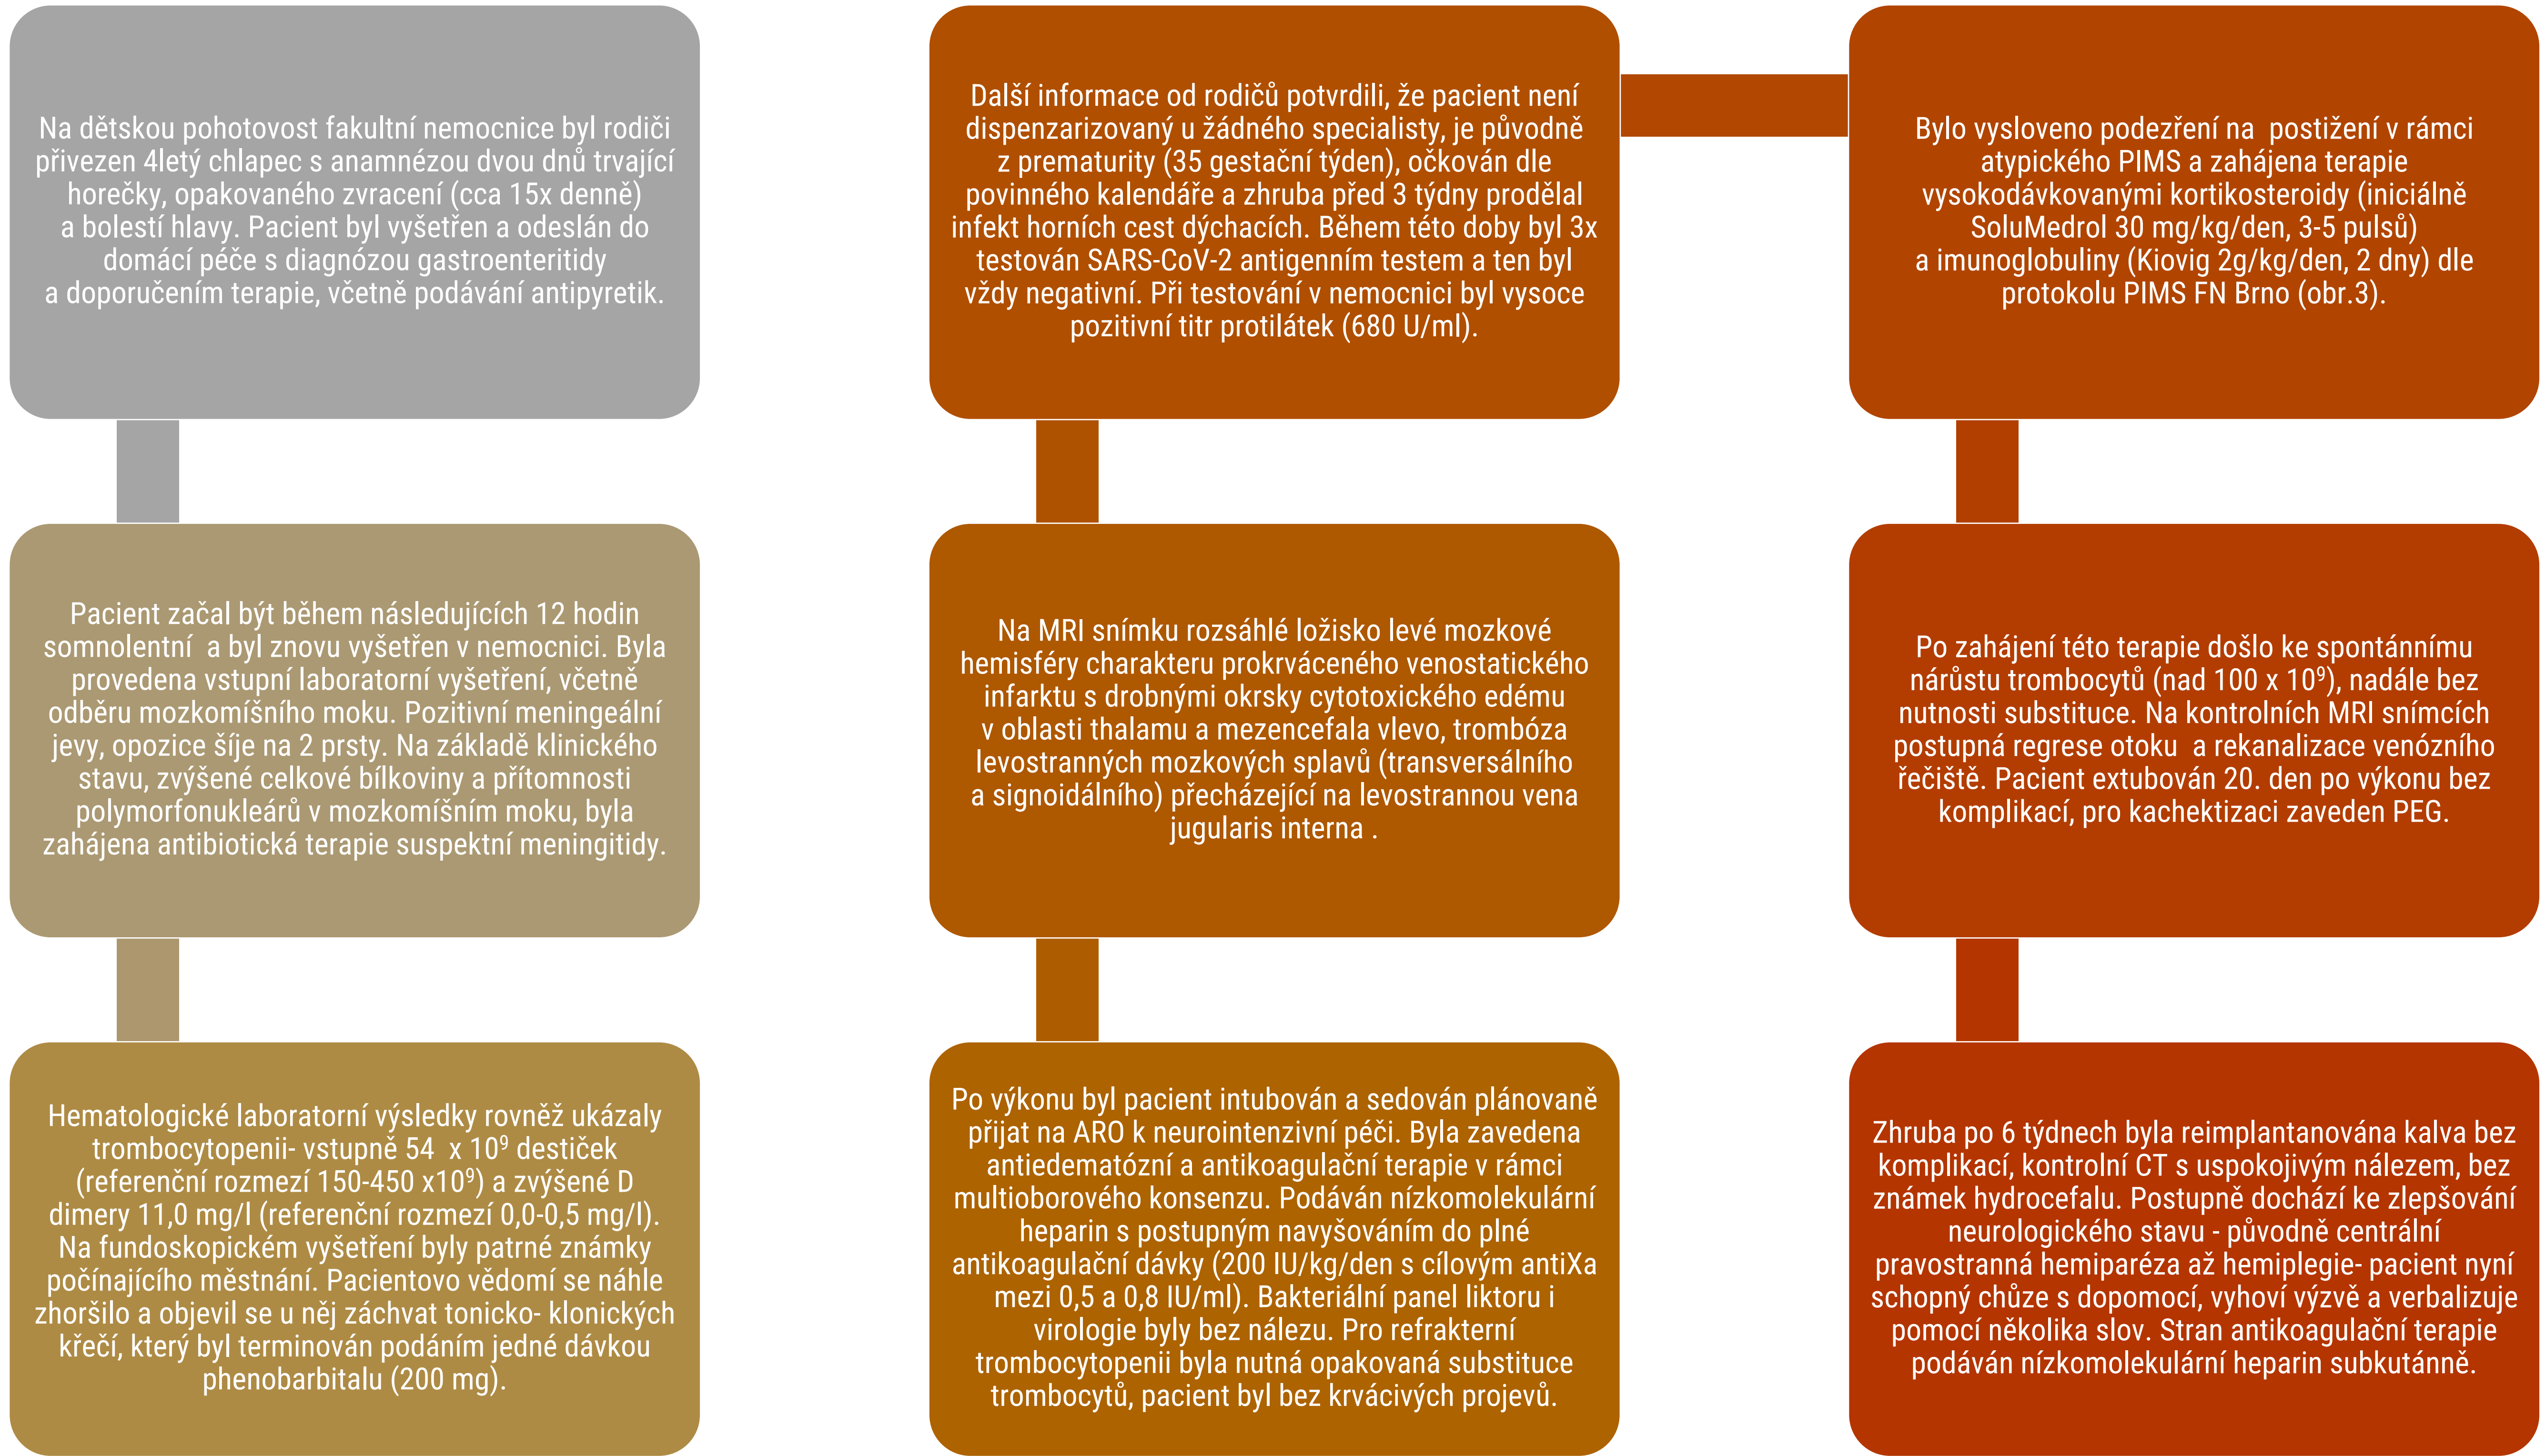 Na dětskou pohotovost fakultní nemocnice byl rodiči
přivezen 4letý chlapec s anamnézou dvou dnů trvající
horečky, opakovaného zvracení (cca 15x denně)
a bolestí hlavy. Pacient byl vyšetřen a odeslán do
domácí péče s diagnózou gastroenteritidy
a doporučením terapie, včetně podávání antipyretik.
Pacient začal být během následujících 12 hodin
somnolentní  a byl znovu vyšetřen v nemocnici. Byla
provedena vstupní laboratorní vyšetření, včetně
odběru mozkomíšního moku. Pozitivní meningeální
jevy, opozice šíje na 2 prsty. Na základě klinického
stavu, zvýšené celkové bílkoviny a přítomnosti
polymorfonukleárů v mozkomíšním moku, byla
zahájena antibiotická terapie suspektní meningitidy.
Hematologické laboratorní výsledky rovněž ukázaly
trombocytopenii- vstupně 54  x 10⁹ destiček
(referenční rozmezí 150-450 x10⁹) a zvýšené D
dimery 11,0 mg/l (referenční rozmezí 0,0-0,5 mg/l).
Na fundoskopickém vyšetření byly patrné známky
počínajícího městnání. Pacientovo vědomí se náhle
zhoršilo a objevil se u něj záchvat tonicko- klonických
křečí, který byl terminován podáním jedné dávkou
phenobarbitalu (200 mg).
Po výkonu byl pacient intubován a sedován plánovaně
přijat na ARO k neurointenzivní péči. Byla zavedena
antiedematózní a antikoagulační terapie v rámci
multioborového konsenzu. Podáván nízkomolekulární
heparin s postupným navyšováním do plné
antikoagulační dávky (200 IU/kg/den s cílovým antiXa
mezi 0,5 a 0,8 IU/ml). Bakteriální panel liktoru i
virologie byly bez nálezu. Pro refrakterní
trombocytopenii byla nutná opakovaná substituce
trombocytů, pacient byl bez krvácivých projevů.
Na MRI snímku rozsáhlé ložisko levé mozkové
hemisféry charakteru prokrváceného venostatického
infarktu s drobnými okrsky cytotoxického edému
v oblasti thalamu a mezencefala vlevo, trombóza
levostranných mozkových splavů (transversálního
a signoidálního) přecházející na levostrannou vena
jugularis interna .
Další informace od rodičů potvrdili, že pacient není
dispenzarizovaný u žádného specialisty, je původně
z prematurity (35 gestační týden), očkován dle
povinného kalendáře a zhruba před 3 týdny prodělal
infekt horních cest dýchacích. Během této doby byl 3x
testován SARS-CoV-2 antigenním testem a ten byl
vždy negativní. Při testování v nemocnici byl vysoce
pozitivní titr protilátek (680 U/ml).
Bylo vysloveno podezření na  postižení v rámci
atypického PIMS a zahájena terapie
vysokodávkovanými kortikosteroidy (iniciálně
SoluMedrol 30 mg/kg/den, 3-5 pulsů)
a imunoglobuliny (Kiovig 2g/kg/den, 2 dny) dle
protokolu PIMS FN Brno (obr.3).
Po zahájení této terapie došlo ke spontánnímu
nárůstu trombocytů (nad 100 x 10⁹), nadále bez
nutnosti substituce. Na kontrolních MRI snímcích
postupná regrese otoku  a rekanalizace venózního
řečiště. Pacient extubován 20. den po výkonu bez
komplikací, pro kachektizaci zaveden PEG.
Zhruba po 6 týdnech byla reimplantanována kalva bez
komplikací, kontrolní CT s uspokojivým nálezem, bez
známek hydrocefalu. Postupně dochází ke zlepšování
neurologického stavu - původně centrální
pravostranná hemiparéza až hemiplegie- pacient nyní
schopný chůze s dopomocí, vyhoví výzvě a verbalizuje
pomocí několika slov. Stran antikoagulační terapie
podáván nízkomolekulární heparin subkutánně.